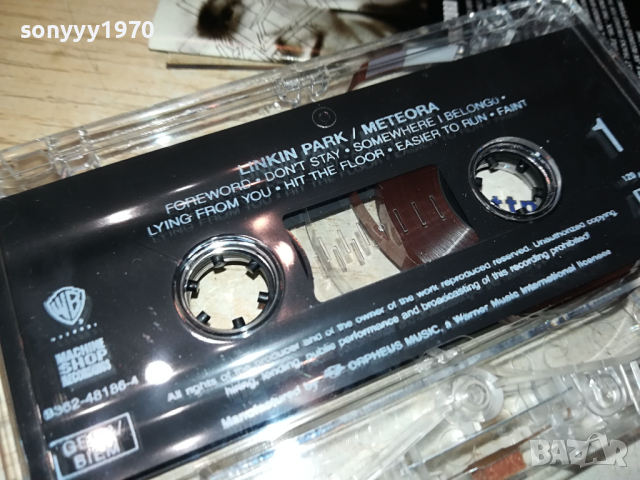 sonyyy1970
LINKIN PARK / METEORA
FOREWORD • DON'T STAY • SOMEWHERE I BELONG •
LYING FROM YOU • HIT THE FLOOR • EASIER TO RUN • FAINT
1
WB
RECORDS
MACHINE
SHOP
RECORDINGS
9362-48186-4
GEMA/
BIEM
All rights of the producer and of the owner of the work reproduced reserved. Unauthorized copying,
hiring, lending, public performance and broadcasting of this recording prohibited!
Manufactured by ORPHEUS MUSIC, a Warner Music International licensee
BAZAR